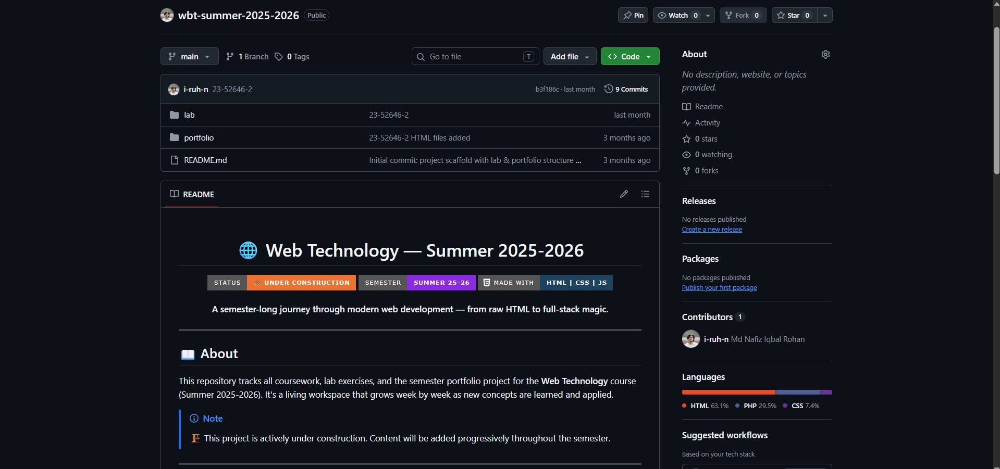 wbt-summer-2025-2026 Public
Pin Watch 0 Fork 0 Star 0
main 1 Branch 0 Tags Go to file T Add file Code
i-ruh-n 23-52646-2 b3f186c · last month 9 Commits
lab 23-52646-2 last month
portfolio 23-52646-2 HTML files added 3 months ago
README.md Initial commit: project scaffold with lab & portfolio structure ... 3 months ago
README
Web Technology — Summer 2025-2026
STATUS UNDER CONSTRUCTION SEMESTER SUMMER 25-26 MADE WITH HTML | CSS | JS
A semester-long journey through modern web development — from raw HTML to full-stack magic.
About
This repository tracks all coursework, lab exercises, and the semester portfolio project for the Web Technology course
(Summer 2025-2026). It's a living workspace that grows week by week as new concepts are learned and applied.
Note
This project is actively under construction. Content will be added progressively throughout the semester.
About
No description, website, or topics
provided.
Readme
Activity
0 stars
0 watching
0 forks
Releases
No releases published
Create a new release
Packages
No packages published
Publish your first package
Contributors 1
i-ruh-n Md Nafiz Iqbal Rohan
Languages
HTML 63.1% PHP 29.5% CSS 7.4%
Suggested workflows
Based on your tech stack